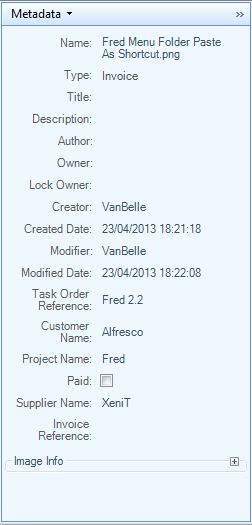 Metadata »
Name: Fred Menu Folder Paste
As Shortcut.png
Type: Invoice
Title:
Description:
Author:
Owner:
Lock Owner:
Creator: VanBelle
Created Date: 23/04/2013 18:21:18
Modifier: VanBelle
Modified Date: 23/04/2013 18:22:08
Task Order
Reference: Fred 2.2
Customer
Name: Alfresco
Project Name: Fred
Paid:
Supplier Name: XeniT
Invoice
Reference:
Image Info